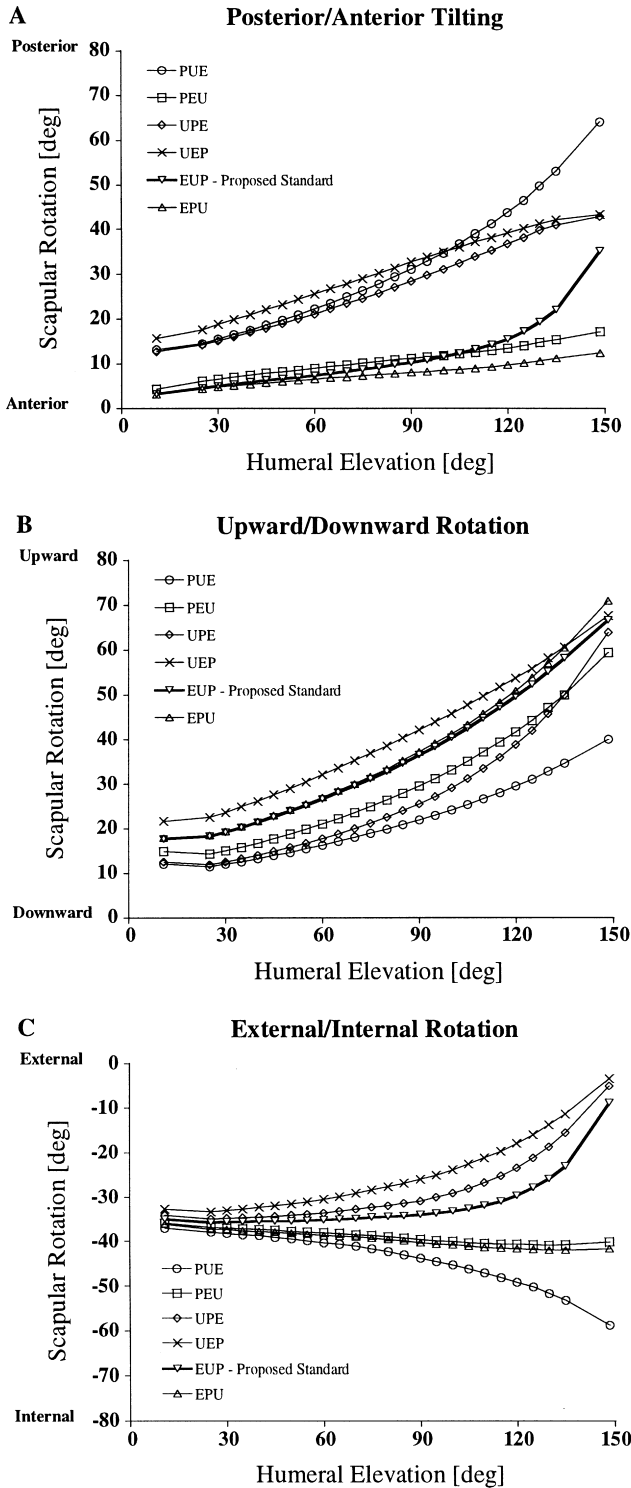 A
Posterior/Anterior Tilting
Posterior
80
70
60
50
40
30
20
10
0
Anterior
Scapular Rotation [deg]
PUE
PEU
UPE
UEP
EUP - Proposed Standard
EPU
0 30 60 90 120 150
Humeral Elevation [deg]
B
Upward/Downward Rotation
Upward
80
70
60
50
40
30
20
10
0
Downward
Scapular Rotation [deg]
PUE
PEU
UPE
UEP
EUP - Proposed Standard
EPU
0 30 60 90 120 150
Humeral Elevation [deg]
C
External/Internal Rotation
External
0
-10
-20
-30
-40
-50
-60
-70
-80
Internal
Scapular Rotation [deg]
PUE
PEU
UPE
UEP
EUP - Proposed Standard
EPU
0 30 60 90 120 150
Humeral Elevation [deg]